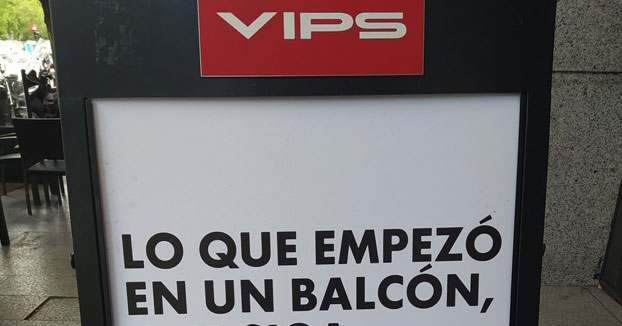 VIPS
LO QUE EMPEZÓ
EN UN BALCÓN,